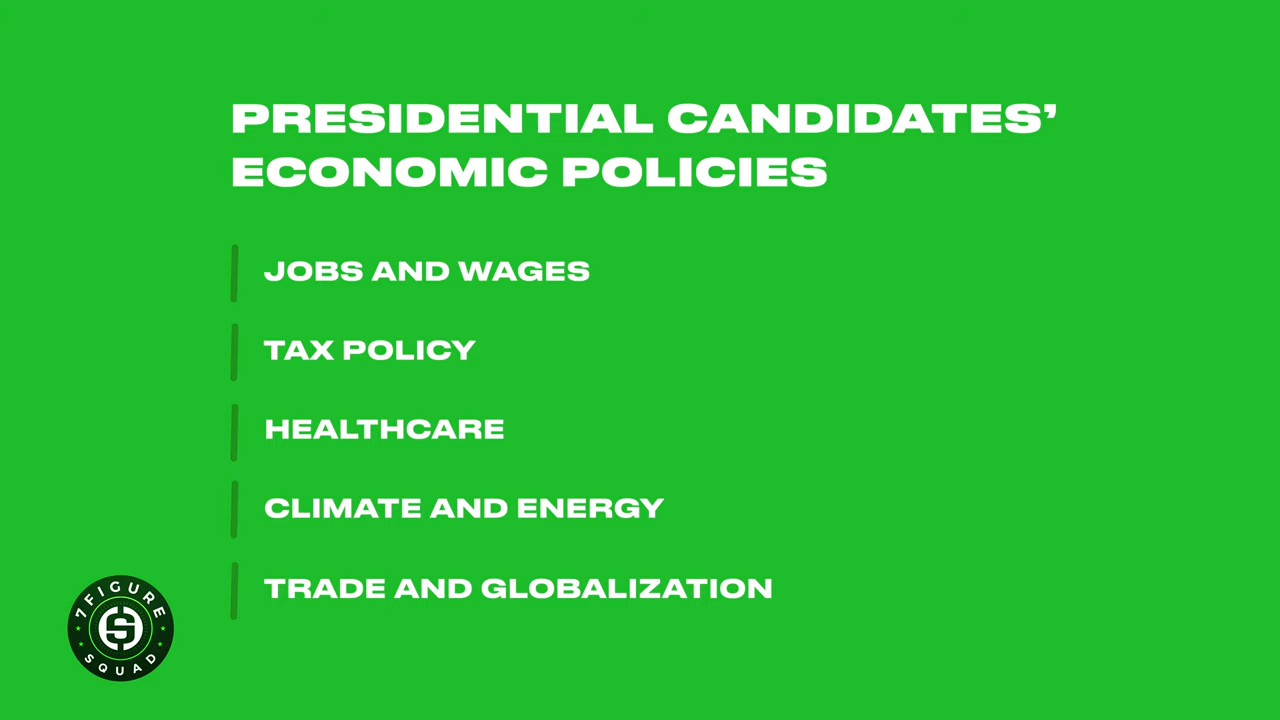 PRESIDENTIAL CANDIDATES’
ECONOMIC POLICIES
JOBS AND WAGES
TAX POLICY
HEALTHCARE
CLIMATE AND ENERGY
TRADE AND GLOBALIZATION
7FIGURE
SQUAD